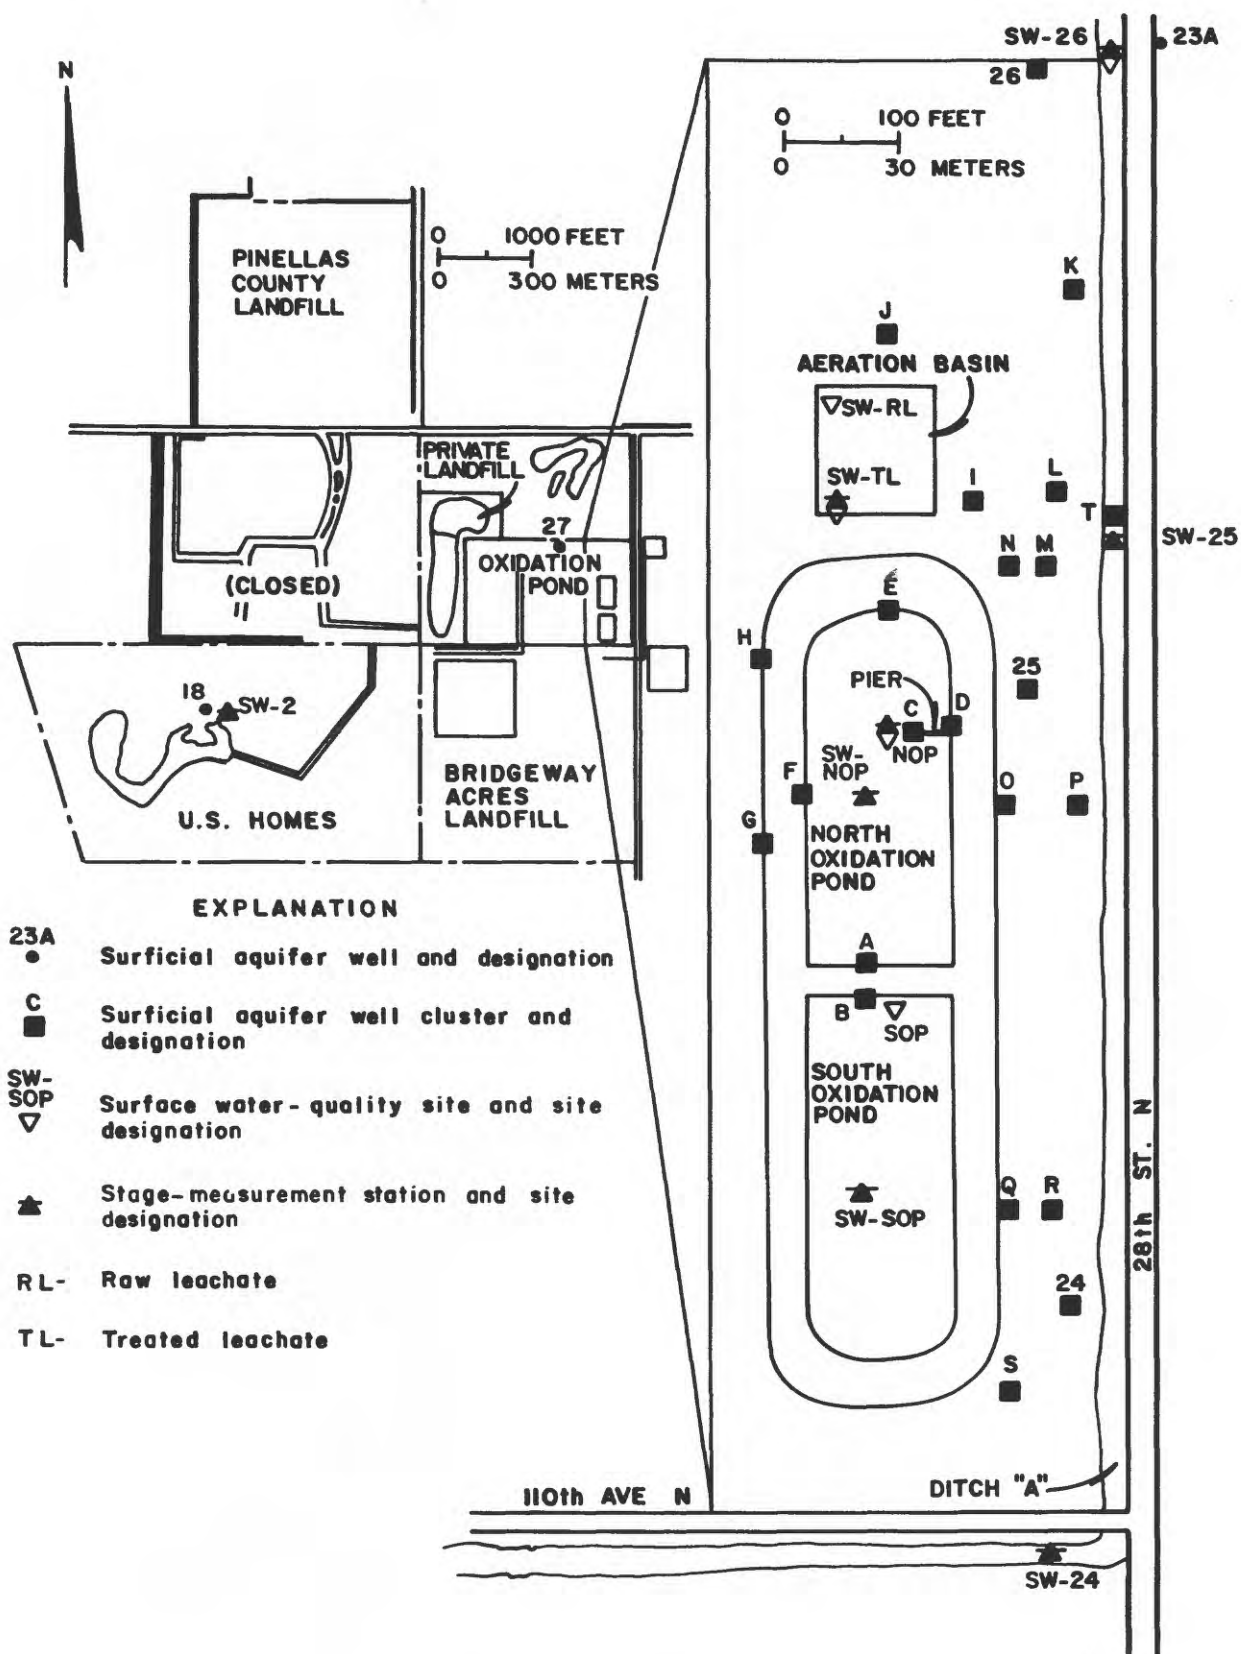 N
PINELLAS
COUNTY
LANDFILL
0 1000 FEET
0 300 METERS
PRIVATE
LANDFILL
27
OXIDATION
POND
(CLOSED)
18
SW-2
U.S. HOMES
BRIDGEWAY
ACRES
LANDFILL
SW-26
23A
26
0 100 FEET
0 30 METERS
K
J
AERATION BASIN
SW-RL
SW-TL
I
L
T
SW-25
N M
E
H
25
PIER
C
D
NOP
SW-
NOP
F
O
P
G
NORTH
OXIDATION
POND
A
B
SOP
SOUTH
OXIDATION
POND
28th ST. N
Q
R
SW-SOP
24
S
DITCH "A"
110th AVE N
SW-24
EXPLANATION
23A
Surficial aquifer well and designation
C
Surficial aquifer well cluster and
designation
SW-
SOP
Surface water-quality site and site
designation
Stage-measurement station and site
designation
RL- Raw leachate
TL- Treated leachate